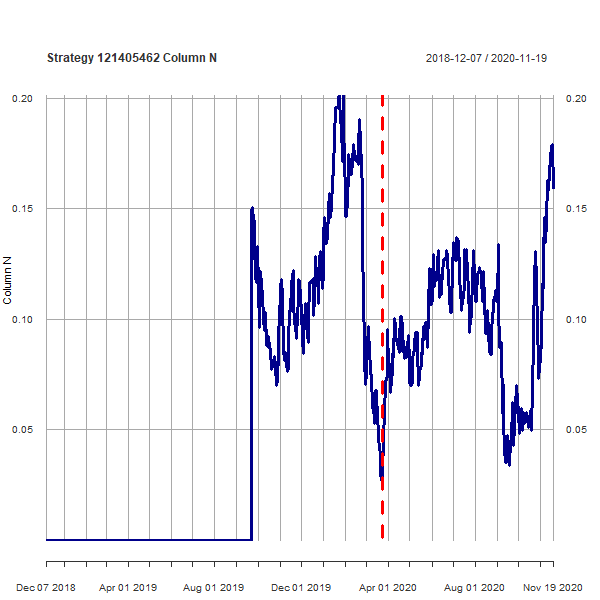 Strategy 121405462 Column N
2018-12-07 / 2020-11-19
0.20 0.20
0.15 0.15
Column N
0.10 0.10
0.05 0.05
Dec 07 2018 Apr 01 2019 Aug 01 2019 Dec 01 2019 Apr 01 2020 Aug 01 2020 Nov 19 2020